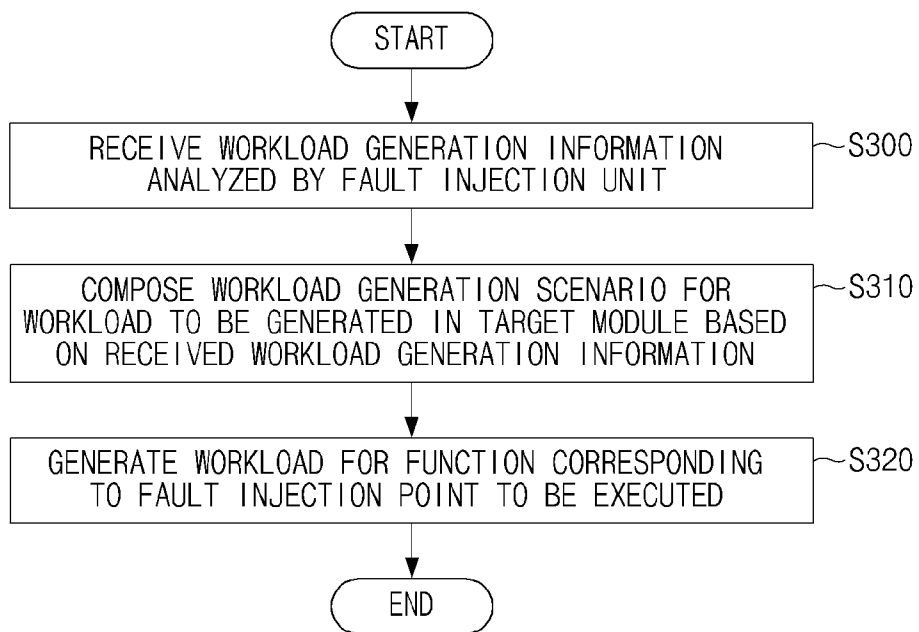 START
RECEIVE WORKLOAD GENERATION INFORMATION
ANALYZED BY FAULT INJECTION UNIT
S300
COMPOSE WORKLOAD GENERATION SCENARIO FOR
WORKLOAD TO BE GENERATED IN TARGET MODULE BASED
ON RECEIVED WORKLOAD GENERATION INFORMATION
S310
GENERATE WORKLOAD FOR FUNCTION CORRESPONDING
TO FAULT INJECTION POINT TO BE EXECUTED
S320
END